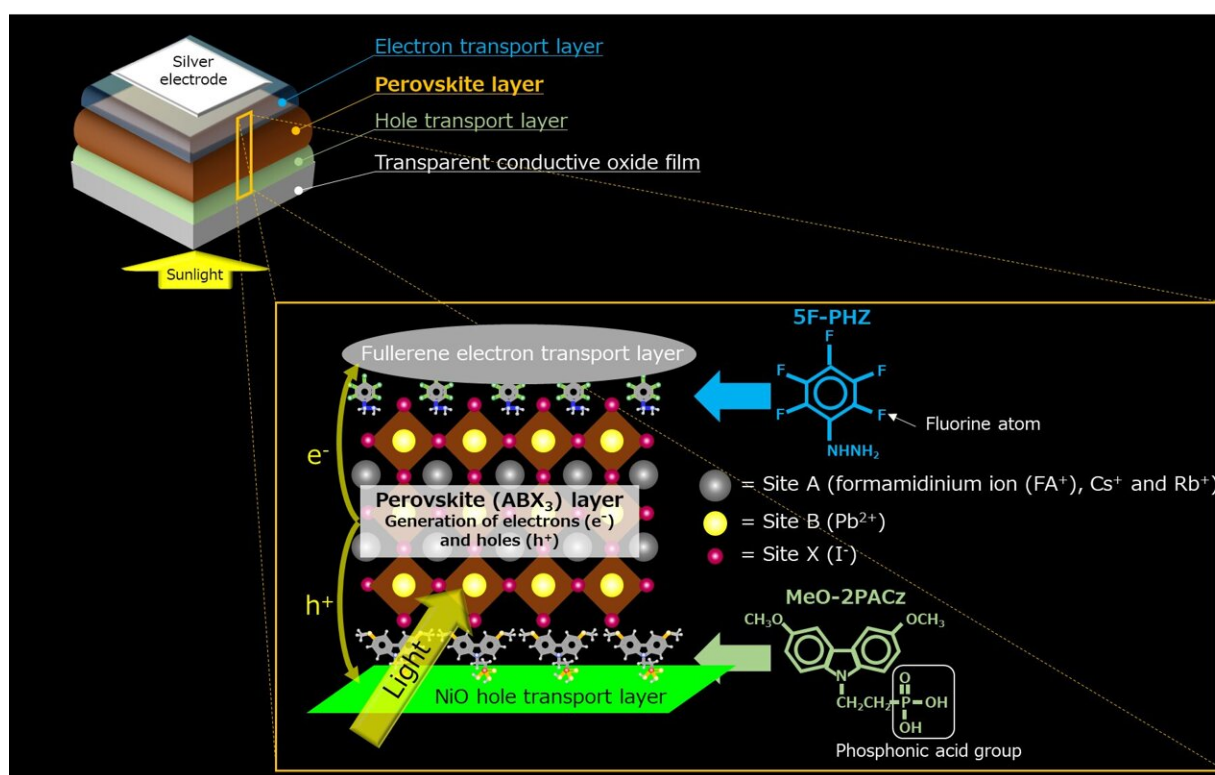 Silver
electrode
Electron transport layer
Perovskite layer
Hole transport layer
Transparent conductive oxide film
Sunlight
5F-PHZ
F
F
F
F
F
NHNH₂
Fluorine atom
Fullerene electron transport layer
e⁻
Perovskite (ABX₃) layer
Generation of electrons (e⁻)
and holes (h⁺)
h⁺
Light
NiO hole transport layer
= Site A (formamidinium ion (FA⁺), Cs⁺ and Rb⁺)
= Site B (Pb²⁺)
= Site X (I⁻)
MeO-2PACz
CH₃O
OCH₃
N
O
CH₂CH₂
P
OH
OH
Phosphonic acid group